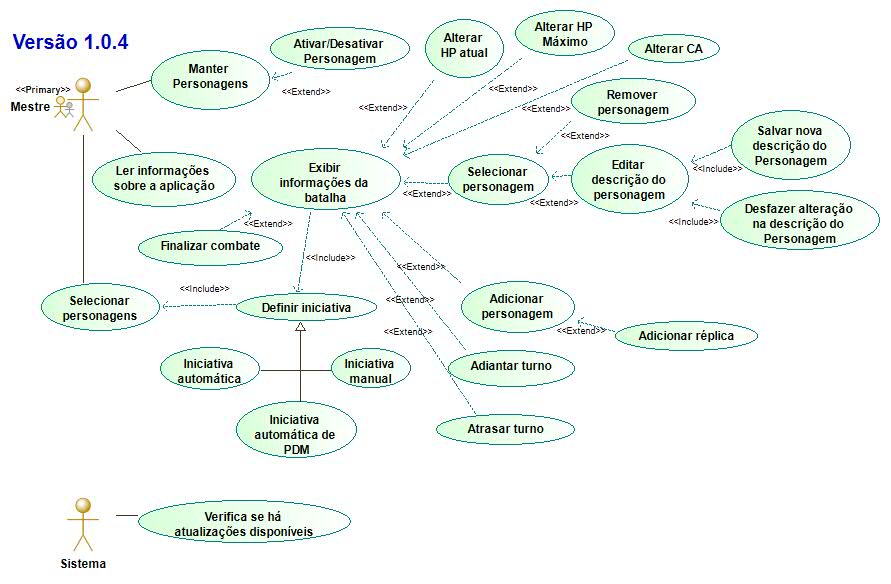 Versão 1.0.4
<<Primary>>
Mestre
Manter
Personagens
Ativar/Desativar
Personagem
<<Extend>>
Alterar
HP atual
<<Extend>>
Alterar HP
Máximo
<<Extend>>
Alterar CA
<<Extend>>
Remover
personagem
<<Extend>>
Ler informações
sobre a aplicação
Exibir
informações da
batalha
Selecionar
personagem
<<Extend>>
Editar
descrição do
personagem
<<Extend>>
Salvar nova
descrição do
Personagem
<<Include>>
Desfazer alteração
na descrição do
Personagem
<<Include>>
Finalizar combate
<<Extend>>
<<Include>>
Selecionar
personagens
<<Include>>
Definir iniciativa
<<Extend>>
<<Extend>>
<<Extend>>
Adicionar
personagem
<<Extend>>
Adicionar réplica
Iniciativa
automática
Iniciativa
manual
Adiantar turno
Iniciativa
automática de
PDM
Atrasar turno
Sistema
Verifica se há
atualizações disponíveis